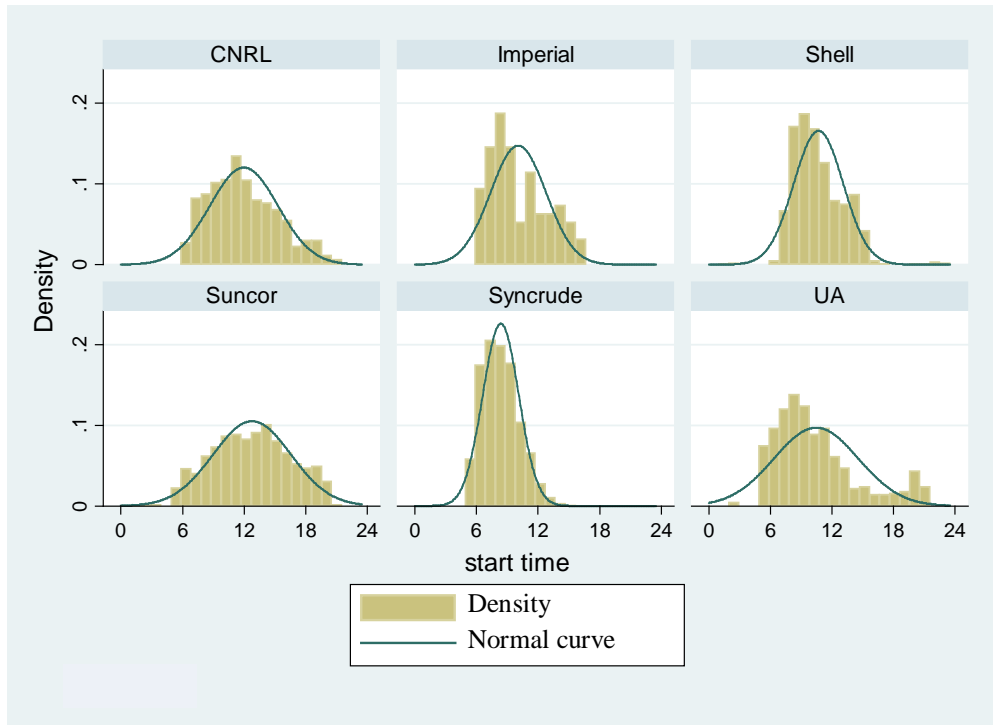 CNRL Imperial Shell
.2
.1
0
Suncor Syncrude UA
.2
.1
0
0 6 12 18 24 0 6 12 18 24 0 6 12 18 24
Density
start time
Density
Normal curve